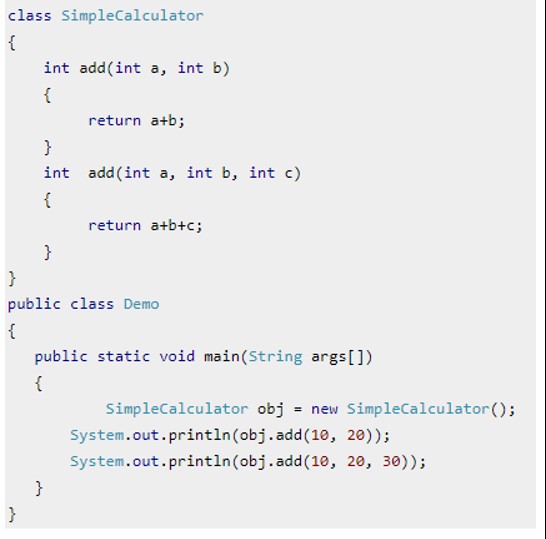 class SimpleCalculator
{
    int add(int a, int b)
    {
         return a+b;
    }
    int  add(int a, int b, int c)
    {
         return a+b+c;
    }
}
public class Demo
{
   public static void main(String args[])
   {
           SimpleCalculator obj = new SimpleCalculator();
       System.out.println(obj.add(10, 20));
       System.out.println(obj.add(10, 20, 30));
   }
}